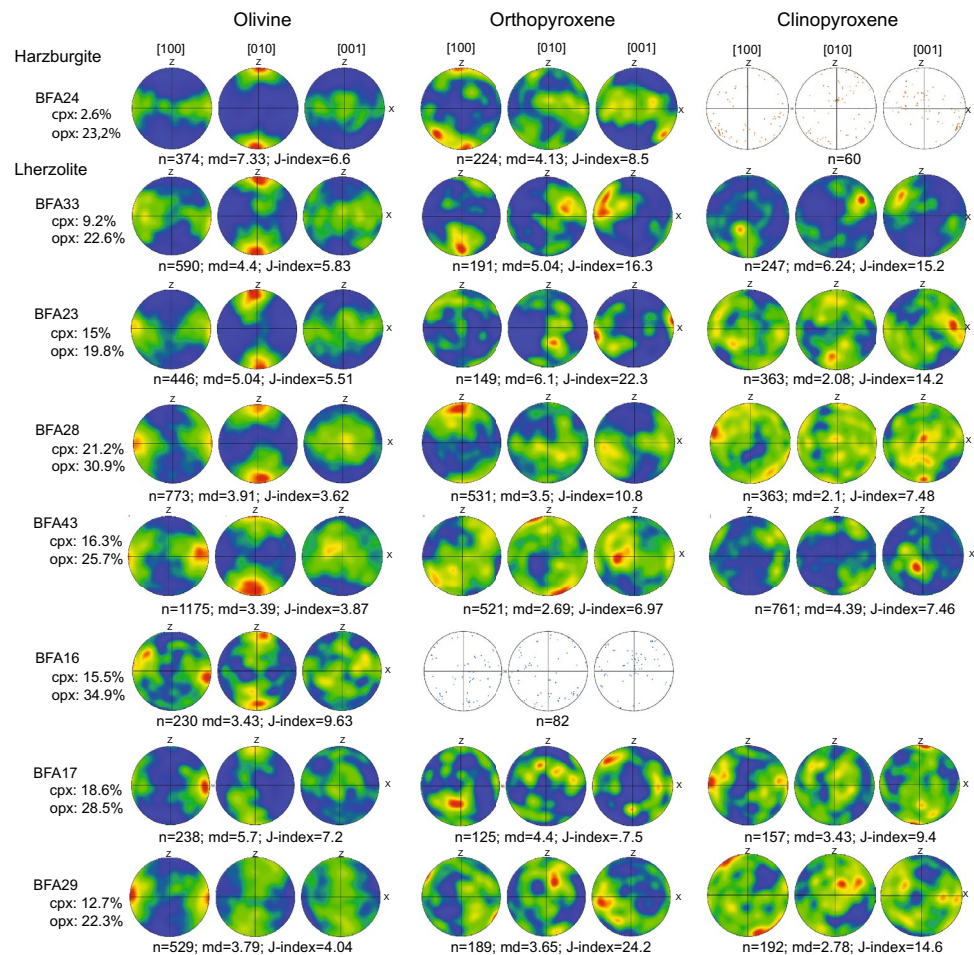 Olivine Orthopyroxene Clinopyroxene
Harzburgite
[100] [010] [001] [100] [010] [001] [100] [010] [001]
z z z
BFA24
cpx: 2.6%
opx: 23,2%
x x x
n=374; md=7.33; J-index=6.6 n=224; md=4.13; J-index=8.5 n=60
Lherzolite
z z z
BFA33
cpx: 9.2%
opx: 22.6%
x x x
n=590; md=4.4; J-index=5.83 n=191; md=5.04; J-index=16.3 n=247; md=6.24; J-index=15.2
z z z
BFA23
cpx: 15%
opx: 19.8%
x x x
n=446; md=5.04; J-index=5.51 n=149; md=6.1; J-index=22.3 n=363; md=2.08; J-index=14.2
z z z
BFA28
cpx: 21.2%
opx: 30.9%
x x x
n=773; md=3.91; J-index=3.62 n=531; md=3.5; J-index=10.8 n=363; md=2.1; J-index=7.48
z z z
BFA43
cpx: 16.3%
opx: 25.7%
x x x
n=1175; md=3.39; J-index=3.87 n=521; md=2.69; J-index=6.97 n=761; md=4.39; J-index=7.46
z z
BFA16
cpx: 15.5%
opx: 34.9%
x x
n=230 md=3.43; J-index=9.63 n=82
z z z
BFA17
cpx: 18.6%
opx: 28.5%
x x x
n=238; md=5.7; J-index=7.2 n=125; md=4.4; J-index=.7.5 n=157; md=3.43; J-index=9.4
z z z
BFA29
cpx: 12.7%
opx: 22.3%
x x x
n=529; md=3.79; J-index=4.04 n=189; md=3.65; J-index=24.2 n=192; md=2.78; J-index=14.6